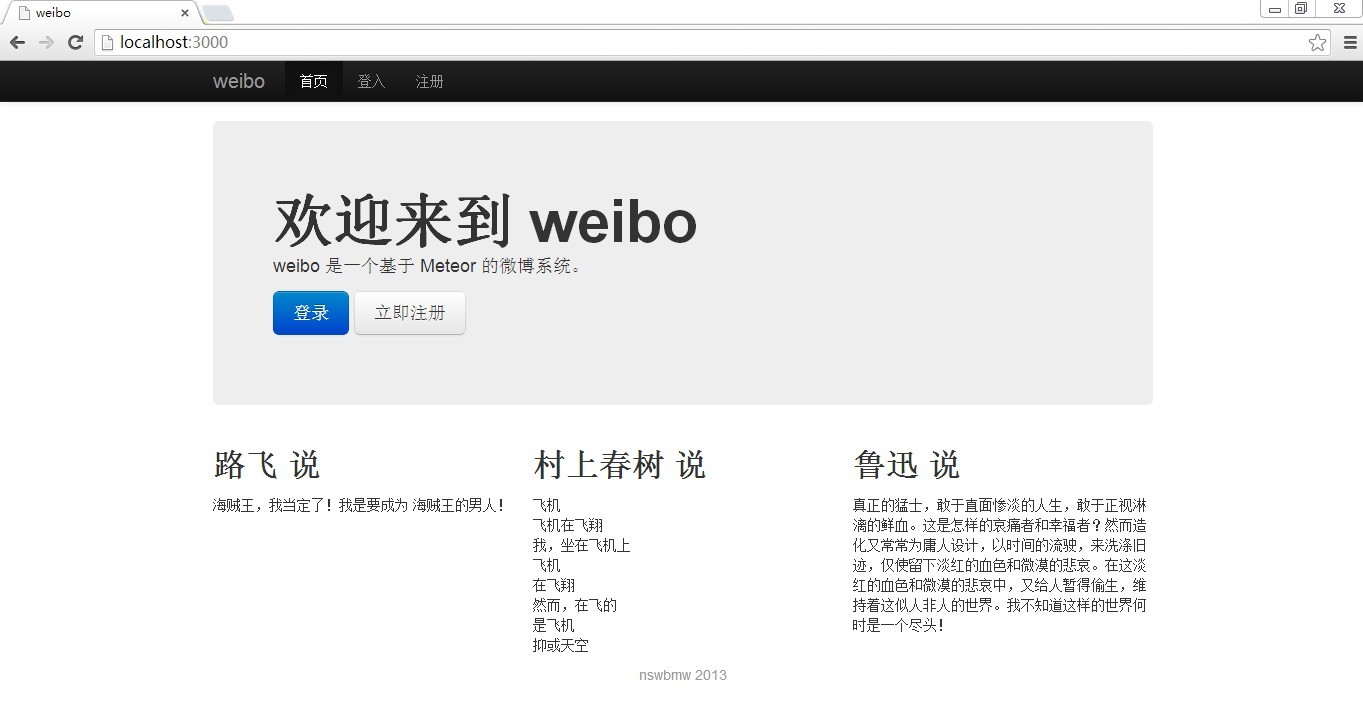 weibo
localhost:3000
weibo 首页 登入 注册
欢迎来到 weibo
weibo 是一个基于 Meteor 的微博系统。
登录 立即注册
路飞 说
海贼王，我当定了！我是要成为 海贼王的男人！
村上春树 说
飞机
飞机在飞翔
我，坐在飞机上
飞机
在飞翔
然而，在飞的
是飞机
抑或天空
鲁迅 说
真正的猛士，敢于直面惨淡的人生，敢于正视淋
漓的鲜血。这是怎样的哀痛者和幸福者？然而造
化又常常为庸人设计，以时间的流驶，来洗涤旧
迹，仅使留下淡红的血色和微漠的悲哀。在这淡
红的血色和微漠的悲哀中，又给人暂得偷生，维
持着这似人非人的世界。我不知道这样的世界何
时是一个尽头！
nswbmw 2013